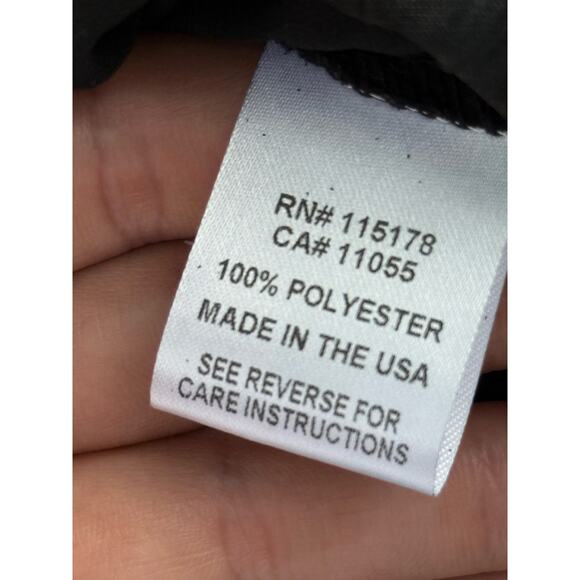 RN# 115178
CA# 11055
100% POLYESTER
MADE IN THE USA
SEE REVERSE FOR
CARE INSTRUCTIONS